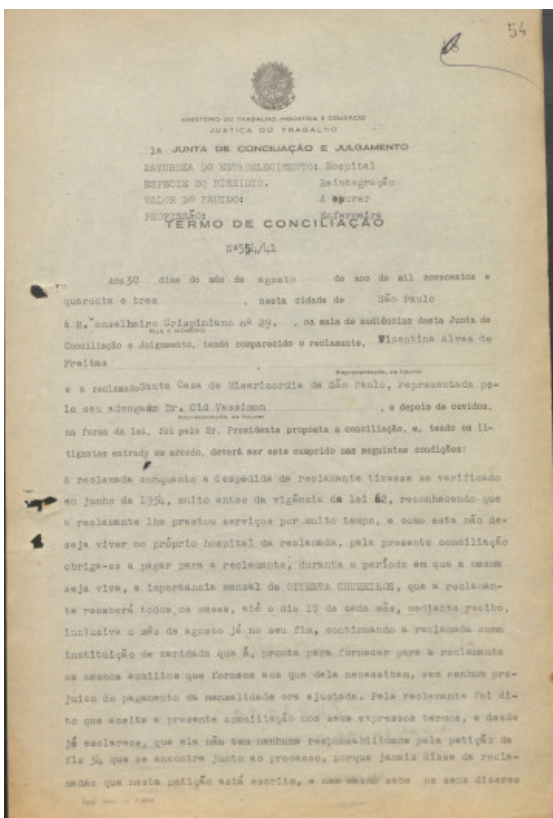 54
MINISTÉRIO DO TRABALHO, INDÚSTRIA E COMÉRCIO
JUSTIÇA DO TRABALHO
1a JUNTA DE CONCILIAÇÃO E JULGAMENTO
NATUREZA DO ESTABELECIMENTO: Hospital
ESPECIE DO DISSIDIO. Reintegração
VALOR DO PEDIDO: A apurar
PROFISSÃO: Enfermeira
TERMO DE CONCILIAÇÃO
Nº554/41
Aos 30 dias do mês de agosto do ano de mil novecentos e
quarenta e tres , nesta cidade de São Paulo
à R. Conselheiro Crispiniano nº 29. , na sala de audiências desta Junta de
RUA E NÚMERO
Conciliação e Julgamento, tendo comparecido o reclamante, Vicentina Alves de
Freitas
Representante, se houver
e o reclamado Santa Casa de Misericordia de São Paulo, representada pe-
lo seu advogado Dr. Cid Vassimon , e depois de ouvidos,
Representante, se houver
na forma da lei, foi pelo Sr. Presidente proposta a conciliação, e, tendo os li-
tigantes entrado em acordo, deverá ser este cumprido nas seguintes condições:
A reclamada conquanto a despedida de reclamante tivesse se verificado
em junho de 1934, muito antes da vigência da lei 62, reconhecendo que
a reclamante lhe prestou serviços por muito tempo, e como esta não de-
seja viver no próprio hospital da reclamada, pela presente conciliação
obriga-se a pagar para a reclamante, durante o período em que a mesma
seja viva, a importancia mensal de OITENTA CRUZEIROS, que a reclaman-
te receberá todos os meses, até o dia 10 de cada mês, mediante recibo,
inclusive o mês de agosto já no seu fim, continuando a reclamada como
instituição de caridade que é, pronta para fornecer para a reclamante
os mesmos auxilios que fornece aos que dela necessitam, sem nenhum pre-
juizo do pagamento da mensalidade ora ajustada. Pela reclamante foi di-
to que aceita a presente conciliação nos seus expressos termos, e desde
já esclarece, que ela não tem nenhuma responsabilidade pela petição de
fls 34 que se encontra junto ao processo, porque jamais disse de recla-
madao que nesta petição está escrito, e nem mesmo sabe os seus dizeres